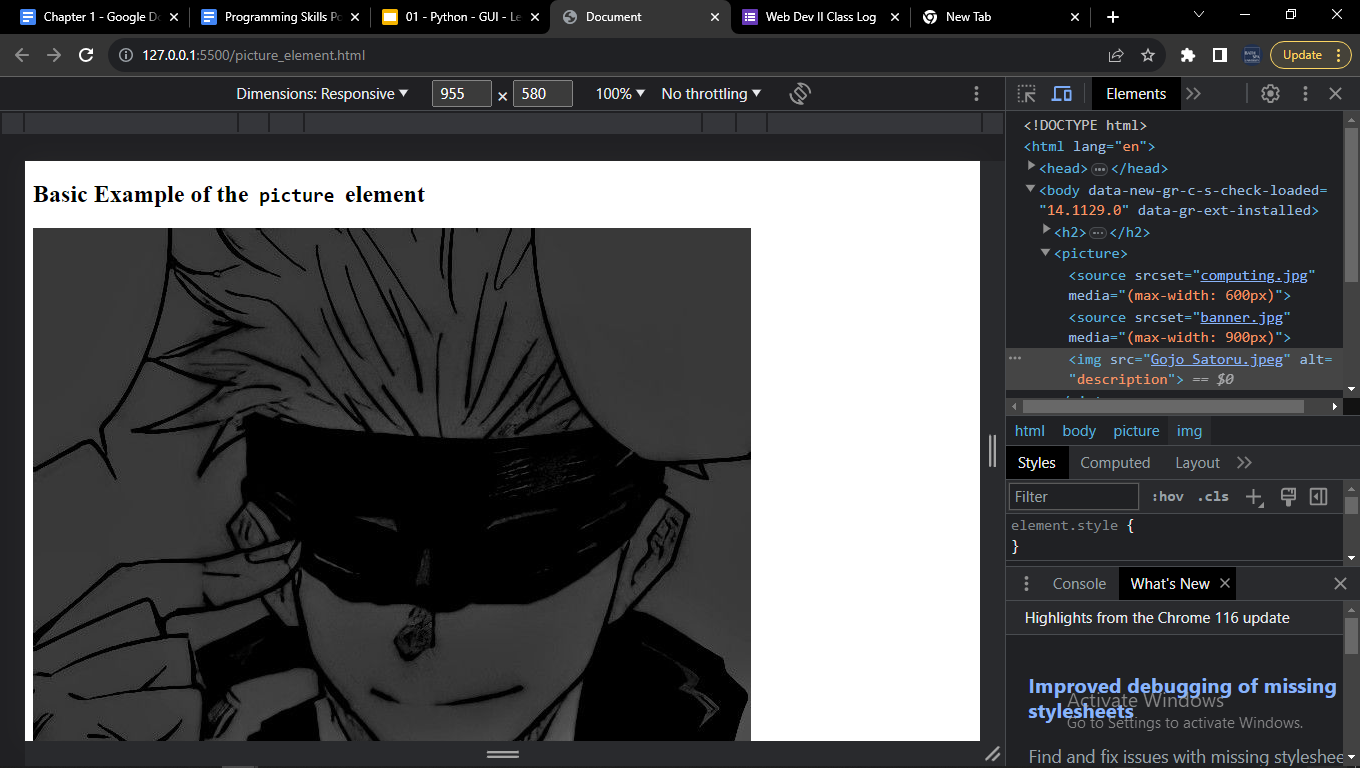 Chapter 1 - Google Do
Programming Skills Po
01 - Python - GUI - Le
Document
Web Dev II Class Log
New Tab
127.0.0.1:5500/picture_element.html
Update
Dimensions: Responsive
955
×
580
100%
No throttling
Elements
<!DOCTYPE html>
<html lang="en">
<head> ⋯ </head>
<body data-new-gr-c-s-check-loaded=
"14.1129.0" data-gr-ext-installed>
<h2> ⋯ </h2>
<picture>
<source srcset="computing.jpg"
media="(max-width: 600px)">
<source srcset="banner.jpg"
media="(max-width: 900px)">
<img src="Gojo Satoru.jpeg" alt=
"description"> == $0
html body picture img
Styles Computed Layout
Filter :hov .cls
element.style {
}
Console What's New
Highlights from the Chrome 116 update
Improved debugging of missing
stylesheets
Activate Windows
Go to Settings to activate Windows.
Find and fix issues with missing styleshee
Basic Example of the picture element